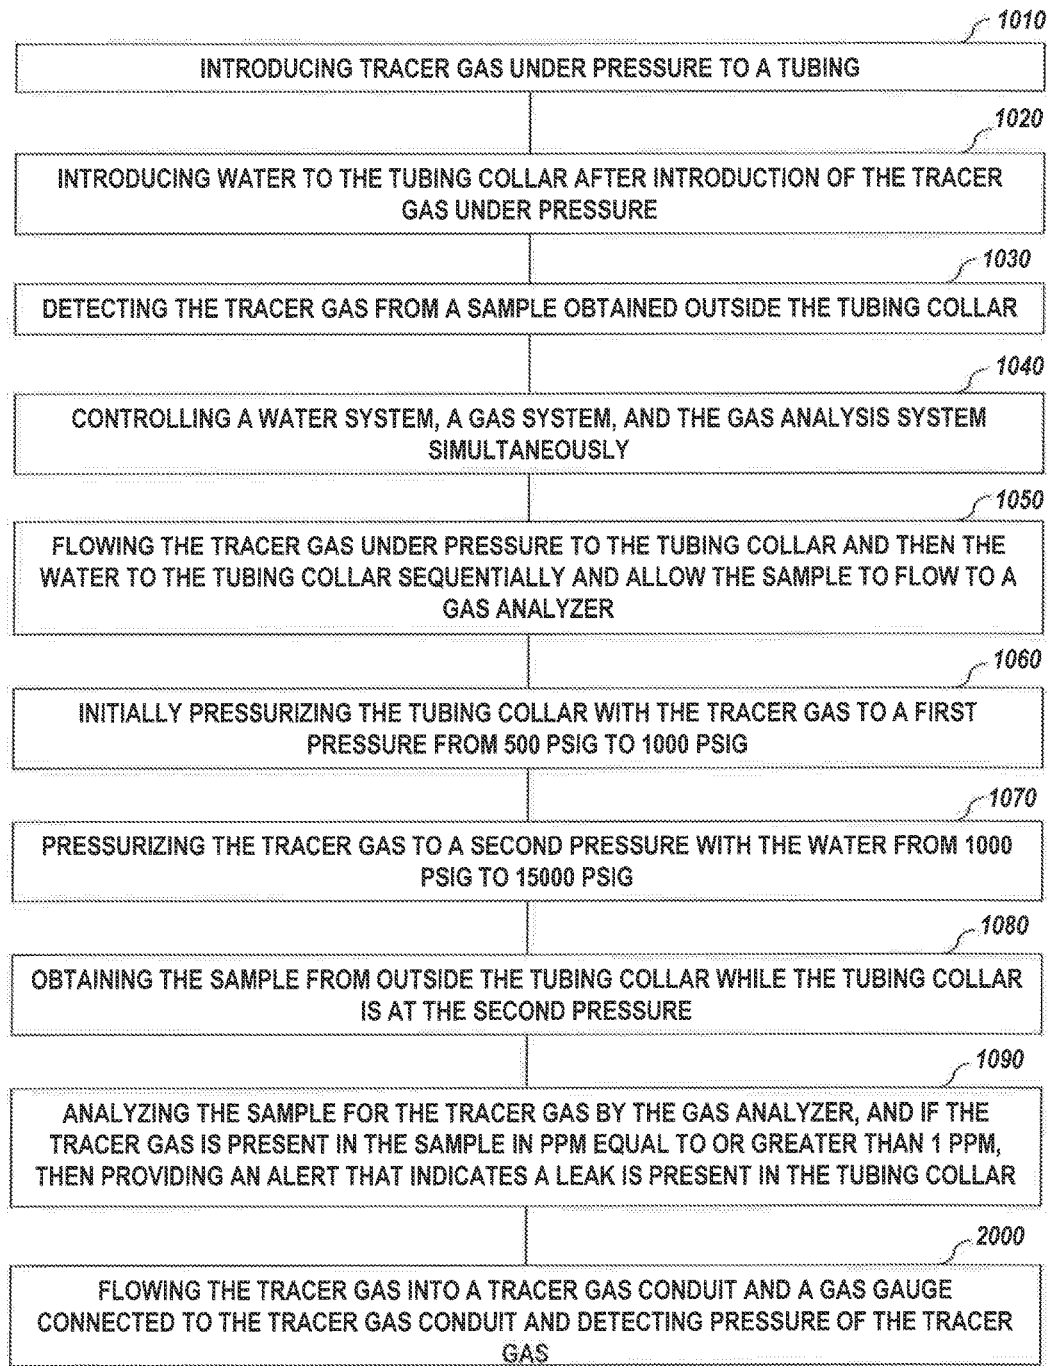 1010
INTRODUCING TRACER GAS UNDER PRESSURE TO A TUBING
1020
INTRODUCING WATER TO THE TUBING COLLAR AFTER INTRODUCTION OF THE TRACER
GAS UNDER PRESSURE
1030
DETECTING THE TRACER GAS FROM A SAMPLE OBTAINED OUTSIDE THE TUBING COLLAR
1040
CONTROLLING A WATER SYSTEM, A GAS SYSTEM, AND THE GAS ANALYSIS SYSTEM
SIMULTANEOUSLY
1050
FLOWING THE TRACER GAS UNDER PRESSURE TO THE TUBING COLLAR AND THEN THE
WATER TO THE TUBING COLLAR SEQUENTIALLY AND ALLOW THE SAMPLE TO FLOW TO A
GAS ANALYZER
1060
INITIALLY PRESSURIZING THE TUBING COLLAR WITH THE TRACER GAS TO A FIRST
PRESSURE FROM 500 PSIG TO 1000 PSIG
1070
PRESSURIZING THE TRACER GAS TO A SECOND PRESSURE WITH THE WATER FROM 1000
PSIG TO 15000 PSIG
1080
OBTAINING THE SAMPLE FROM OUTSIDE THE TUBING COLLAR WHILE THE TUBING COLLAR
IS AT THE SECOND PRESSURE
1090
ANALYZING THE SAMPLE FOR THE TRACER GAS BY THE GAS ANALYZER, AND IF THE
TRACER GAS IS PRESENT IN THE SAMPLE IN PPM EQUAL TO OR GREATER THAN 1 PPM,
THEN PROVIDING AN ALERT THAT INDICATES A LEAK IS PRESENT IN THE TUBING COLLAR
2000
FLOWING THE TRACER GAS INTO A TRACER GAS CONDUIT AND A GAS GAUGE
CONNECTED TO THE TRACER GAS CONDUIT AND DETECTING PRESSURE OF THE TRACER
GAS